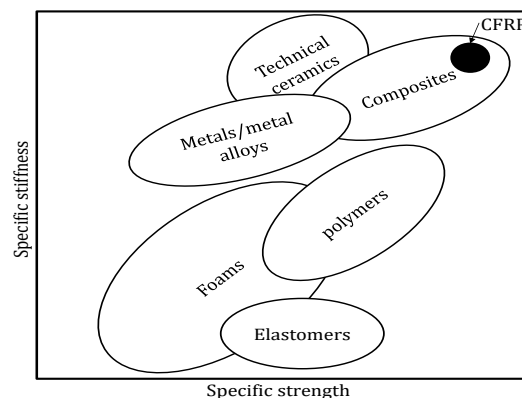 CFRP
Technical
ceramics
Composites
Metals/metal
alloys
polymers
Foams
Elastomers
Specific stiffness
Specific strength